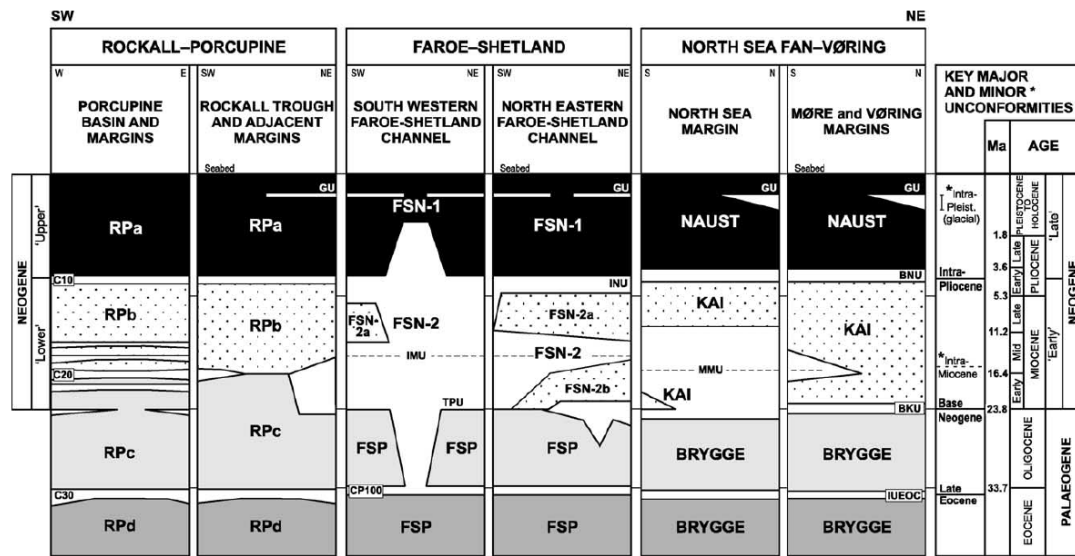 SW
NE
ROCKALL–PORCUPINE
FAROE–SHETLAND
NORTH SEA FAN–VØRING
W
E
PORCUPINE
BASIN AND
MARGINS
SW
NE
ROCKALL TROUGH
AND ADJACENT
MARGINS
Seabed
SW
NE
SOUTH WESTERN
FAROE-SHETLAND
CHANNEL
SW
NE
NORTH EASTERN
FAROE-SHETLAND
CHANNEL
Seabed
S
N
NORTH SEA
MARGIN
S
N
MØRE and VØRING
MARGINS
Seabed
KEY MAJOR
AND MINOR *
UNCONFORMITIES
Ma
AGE
NEOGENE
'Upper'
'Lower'
RPa
C10
RPb
C20
RPc
C30
RPd
GU
RPa
RPb
RPc
RPd
FSN-1
FSN-2
FSN-
2a
IMU
TPU
FSP
FSP
CP100
FSP
GU
FSN-1
INU
FSN-2a
FSN-2
FSN-2b
FSP
FSP
GU
NAUST
KAI
MMU
KAI
BRYGGE
BRYGGE
GU
NAUST
BNU
KAI
BKU
BRYGGE
IUEOC
BRYGGE
*Intra-
Pleist.
(glacial)
Intra-
Pliocene
*Intra-
Miocene
Base
Neogene
Late
Eocene
1.8
3.6
5.3
11.2
16.4
23.8
33.7
PLEISTOCENE
TO
HOLOCENE
Late
Early
PLIOCENE
Late
Mid
Early
MIOCENE
OLIGOCENE
EOCENE
'Late'
'Early'
NEOGENE
PALAEOGENE